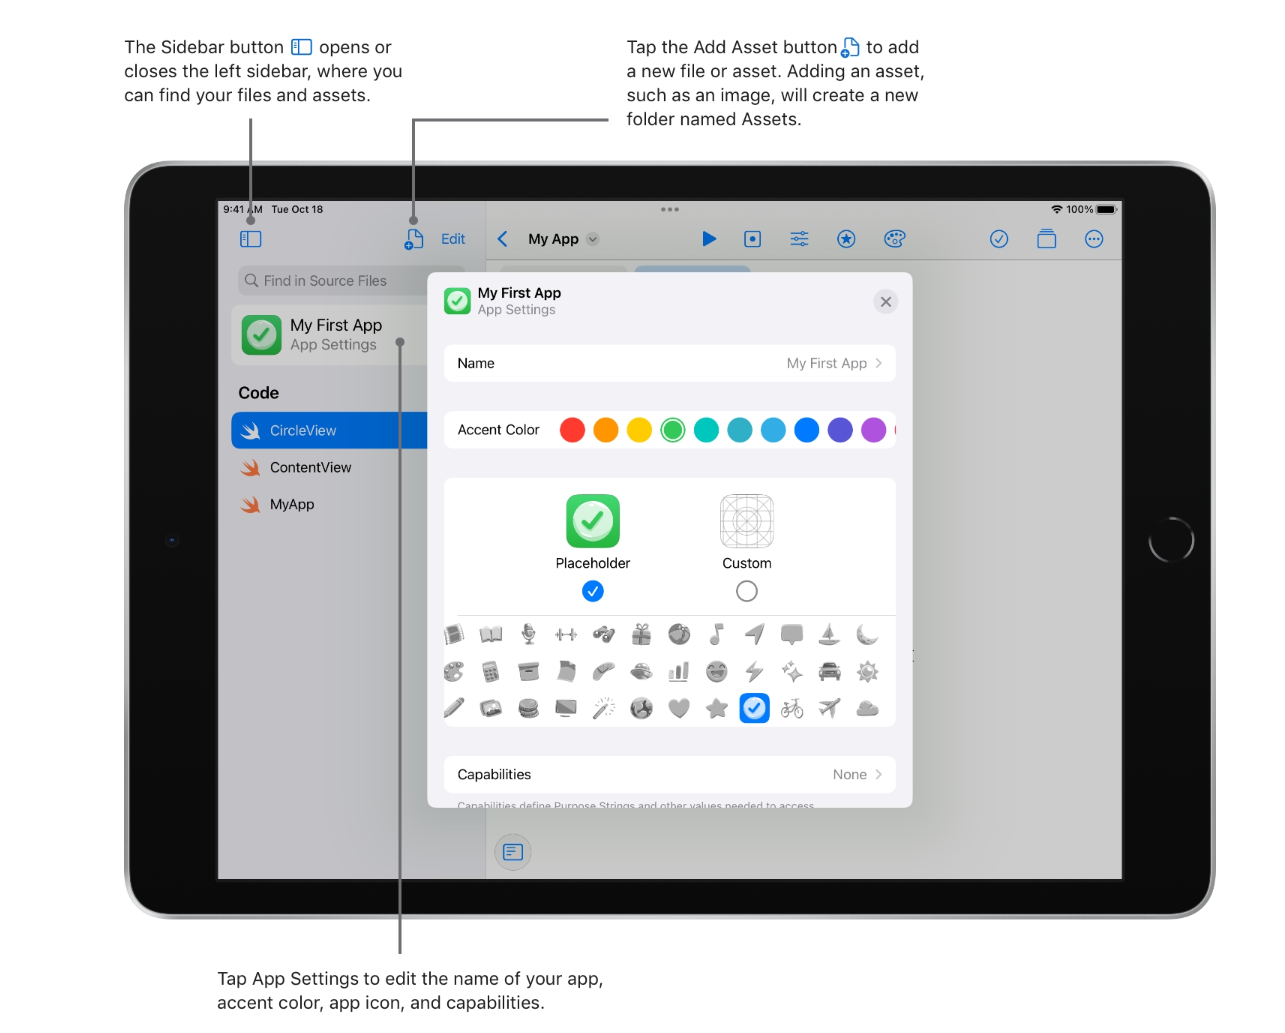 The Sidebar button opens or
closes the left sidebar, where you
can find your files and assets.
Tap the Add Asset button to add
a new file or asset. Adding an asset,
such as an image, will create a new
folder named Assets.
9:41 AM Tue Oct 18
100%
Edit
My App
Find in Source Files
My First App
App Settings
Code
CircleView
ContentView
MyApp
My First App
App Settings
Name My First App
Accent Color
Placeholder Custom
Capabilities None
Capabilities define Purpose Strings and other values needed to access
Tap App Settings to edit the name of your app,
accent color, app icon, and capabilities.